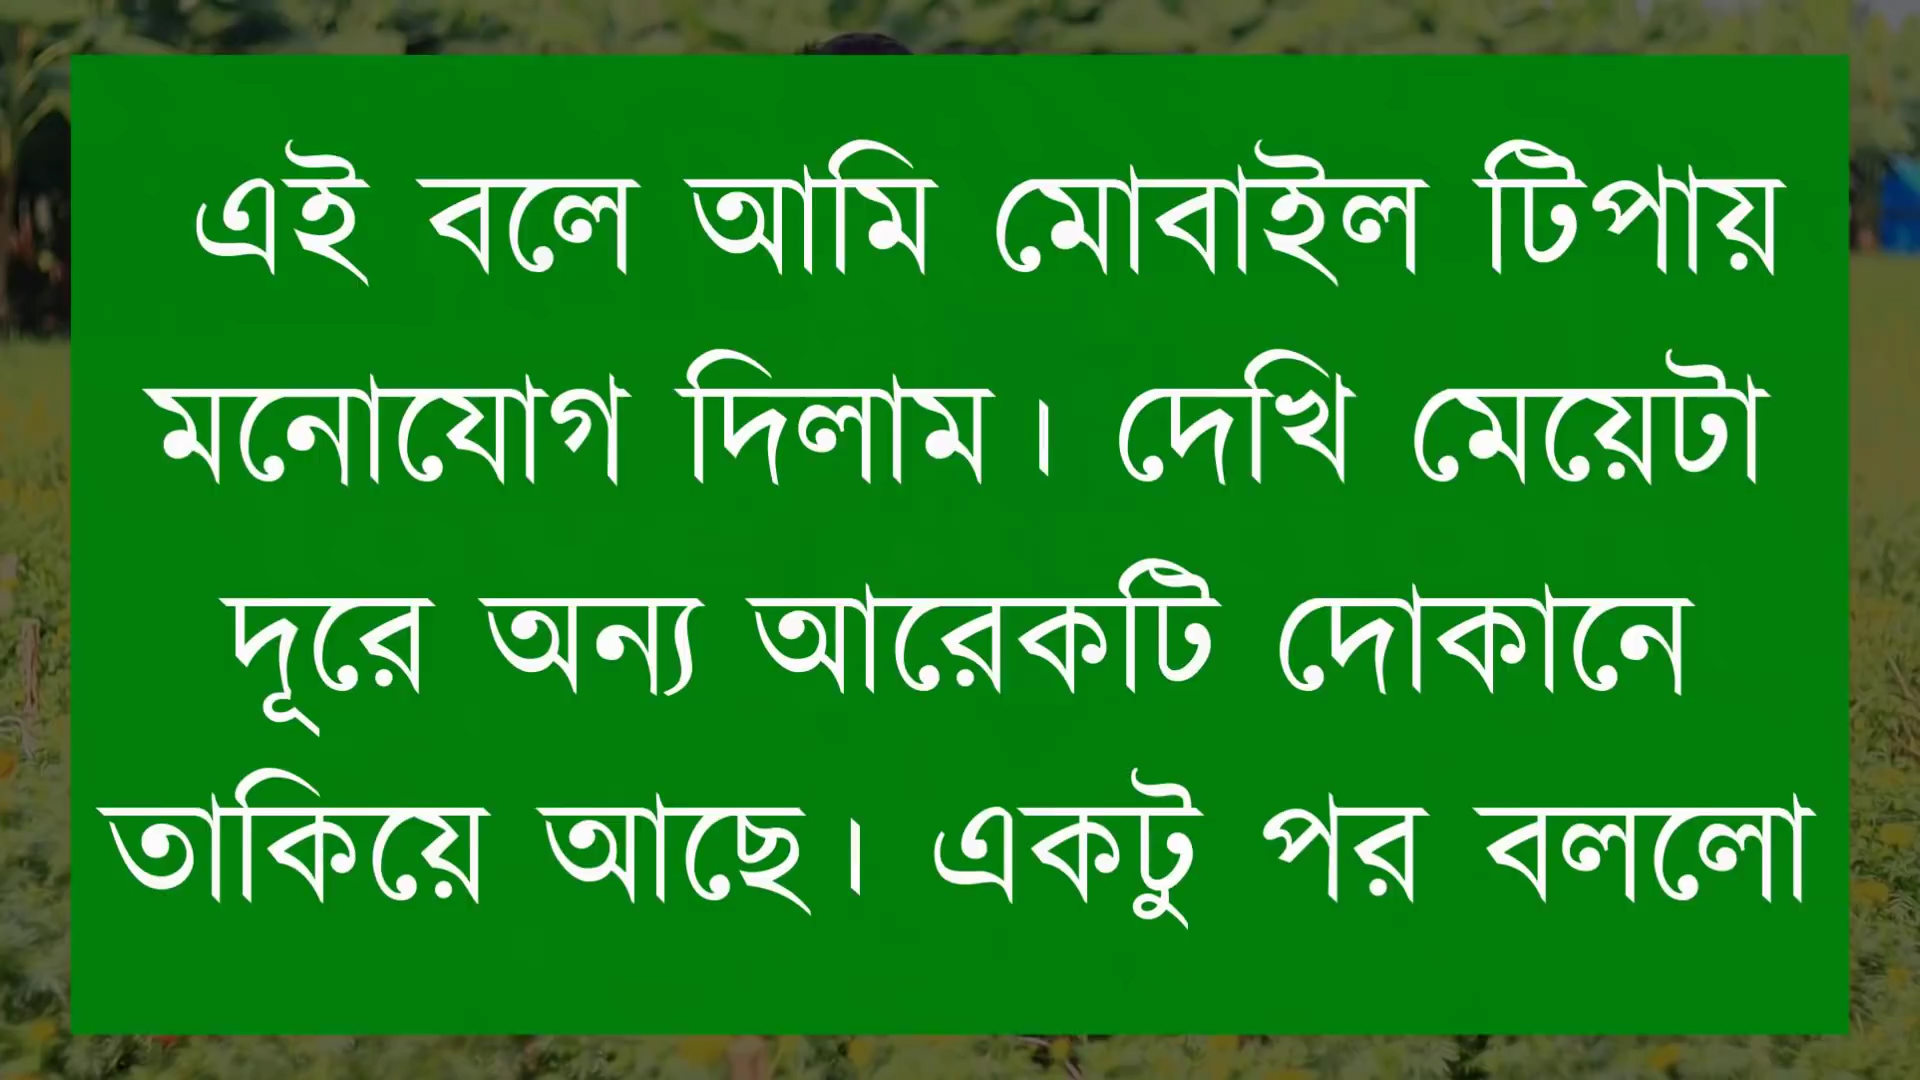 এই বলে আমি মোবাইল টিপায়
মনোযোগ দিলাম। দেখি মেয়েটা
দূরে অন্য আরেকটি দোকানে
তাকিয়ে আছে। একটু পর বললো